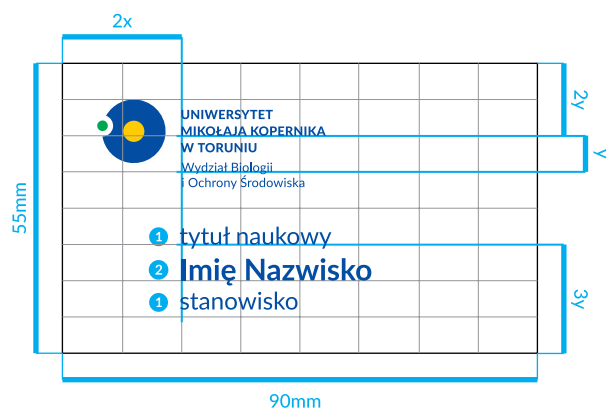 2x
2y
UNIWERSYTET
MIKOŁAJA KOPERNIKA
W TORUNIU
y
Wydział Biologii
i Ochrony Środowiska
55mm
1 tytuł naukowy
2 Imię Nazwisko
1 stanowisko
3y
90mm